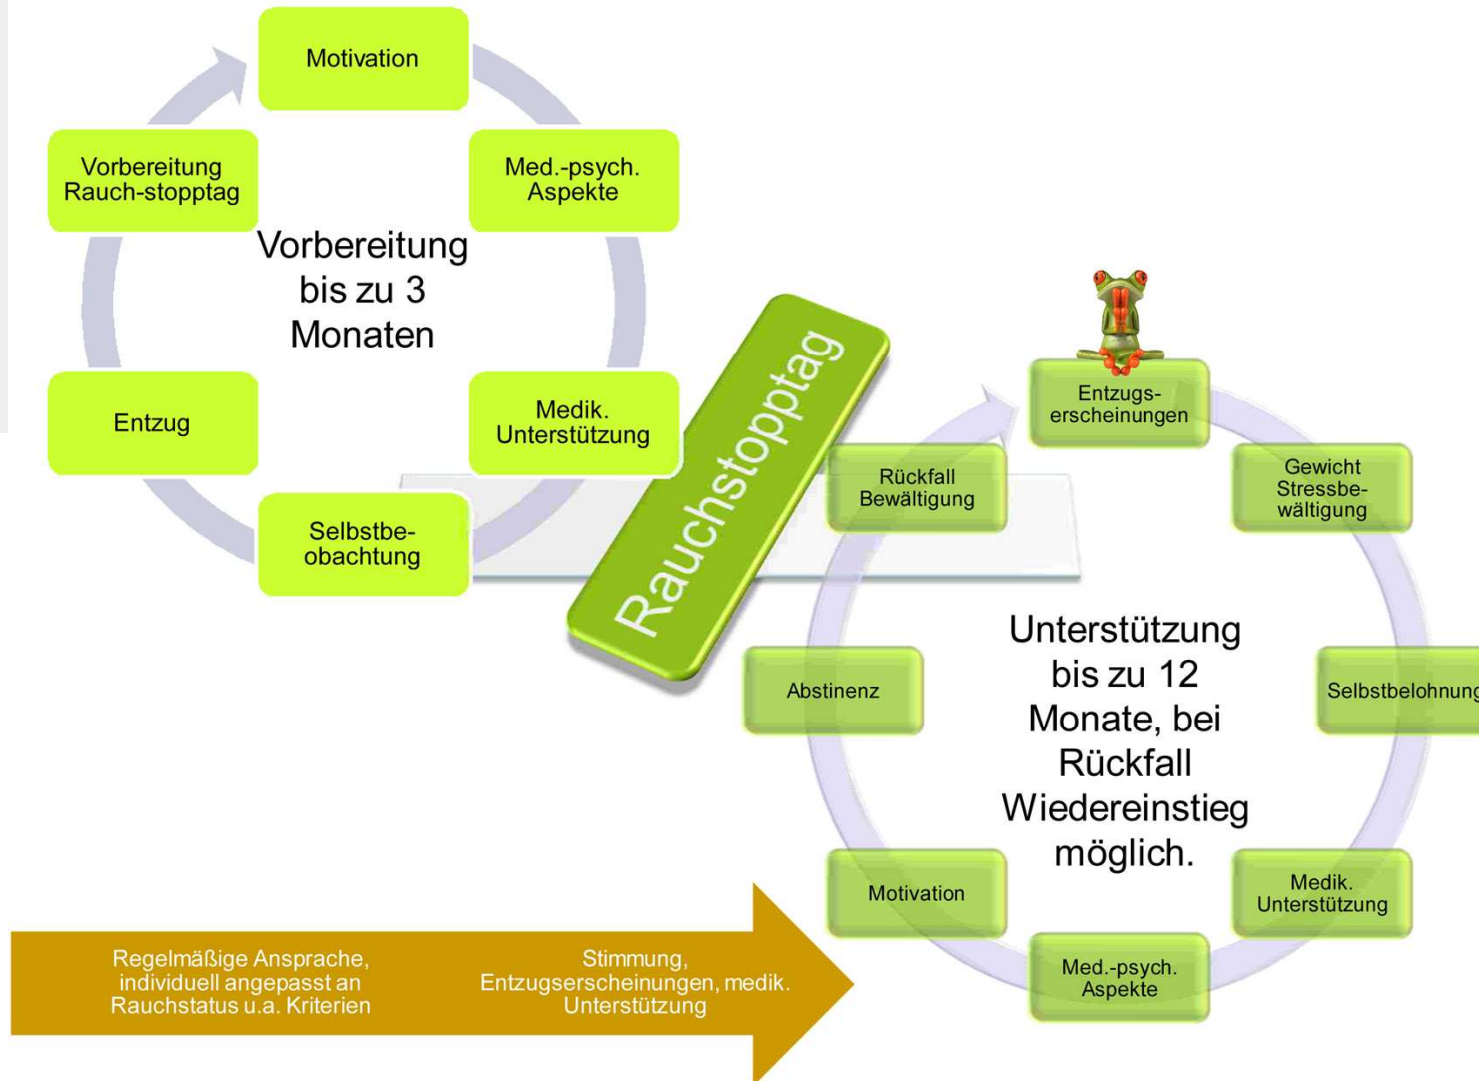 Motivation
Med.-psych.
Aspekte
Medik.
Unterstützung
Selbstbe-
obachtung
Entzug
Vorbereitung
Rauch-stopptag
Vorbereitung
bis zu 3
Monaten
Rauchstopptag
Entzugs-
erscheinungen
Gewicht
Stressbe-
wältigung
Selbstbelohnung
Medik.
Unterstützung
Med.-psych.
Aspekte
Motivation
Abstinenz
Rückfall
Bewältigung
Unterstützung
bis zu 12
Monate, bei
Rückfall
Wiedereinstieg
möglich.
Regelmäßige Ansprache,
individuell angepasst an
Rauchstatus u.a. Kriterien
Stimmung,
Entzugserscheinungen, medik.
Unterstützung